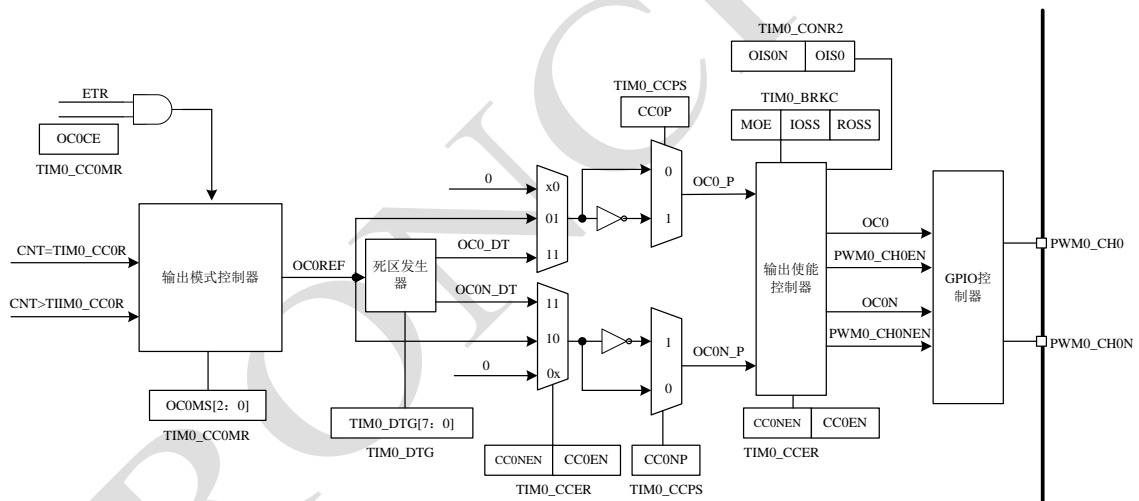 TIM0_CONR2
OIS0N OIS0
ETR
OC0CE
TIM0_CC0MR
TIM0_CCPS
CC0P
TIM0_BRKC
MOE IOSS ROSS
0
x0
01
11
0
1
OC0_P
CNT=TIM0_CC0R
CNT>TIIM0_CC0R
输出模式控制器
OC0REF
死区发生器
OC0_DT
OC0N_DT
11
10
0x
0
1
0
OC0N_P
输出使能
控制器
OC0
PWM0_CH0EN
OC0N
PWM0_CH0NEN
GPIO控
制器
PWM0_CH0
PWM0_CH0N
OC0MS[2：0]
TIM0_CC0MR
TIM0_DTG[7：0]
TIM0_DTG
CC0NEN CC0EN
TIM0_CCER
CC0NP
TIM0_CCPS
CC0NEN CC0EN
TIM0_CCER